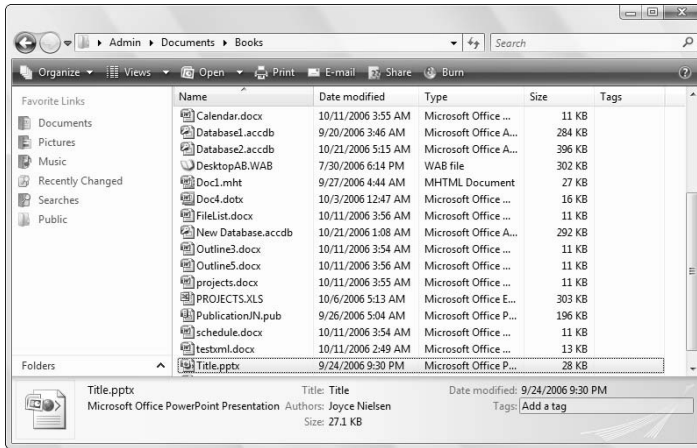 Admin ▸ Documents ▸ Books
Search
Organize Views Open Print E-mail Share Burn
Favorite Links
Documents
Pictures
Music
Recently Changed
Searches
Public
Folders
Name Date modified Type Size Tags
Calendar.docx 10/11/2006 3:55 AM Microsoft Office ... 11 KB
Database1.accdb 9/20/2006 3:46 AM Microsoft Office A... 284 KB
Database2.accdb 10/21/2006 5:15 AM Microsoft Office A... 396 KB
DesktopAB.WAB 7/30/2006 6:14 PM WAB file 302 KB
Doc1.mht 9/27/2006 4:44 AM MHTML Document 27 KB
Doc4.dotx 10/3/2006 12:47 AM Microsoft Office ... 16 KB
FileList.docx 10/11/2006 3:56 AM Microsoft Office ... 11 KB
New Database.accdb 10/21/2006 1:08 AM Microsoft Office A... 292 KB
Outline3.docx 10/11/2006 3:54 AM Microsoft Office ... 11 KB
Outline5.docx 10/11/2006 3:56 AM Microsoft Office ... 11 KB
projects.docx 10/11/2006 3:55 AM Microsoft Office ... 11 KB
PROJECTS.XLS 10/6/2006 5:13 AM Microsoft Office E... 303 KB
PublicationJN.pub 9/26/2006 5:04 AM Microsoft Office P... 196 KB
schedule.docx 10/11/2006 3:54 AM Microsoft Office ... 11 KB
testxml.docx 10/11/2006 2:49 AM Microsoft Office ... 13 KB
Title.pptx 9/24/2006 9:30 PM Microsoft Office P... 28 KB
Title.pptx Title: Title Date modified: 9/24/2006 9:30 PM
Microsoft Office PowerPoint Presentation Authors: Joyce Nielsen Tags: Add a tag
Size: 27.1 KB